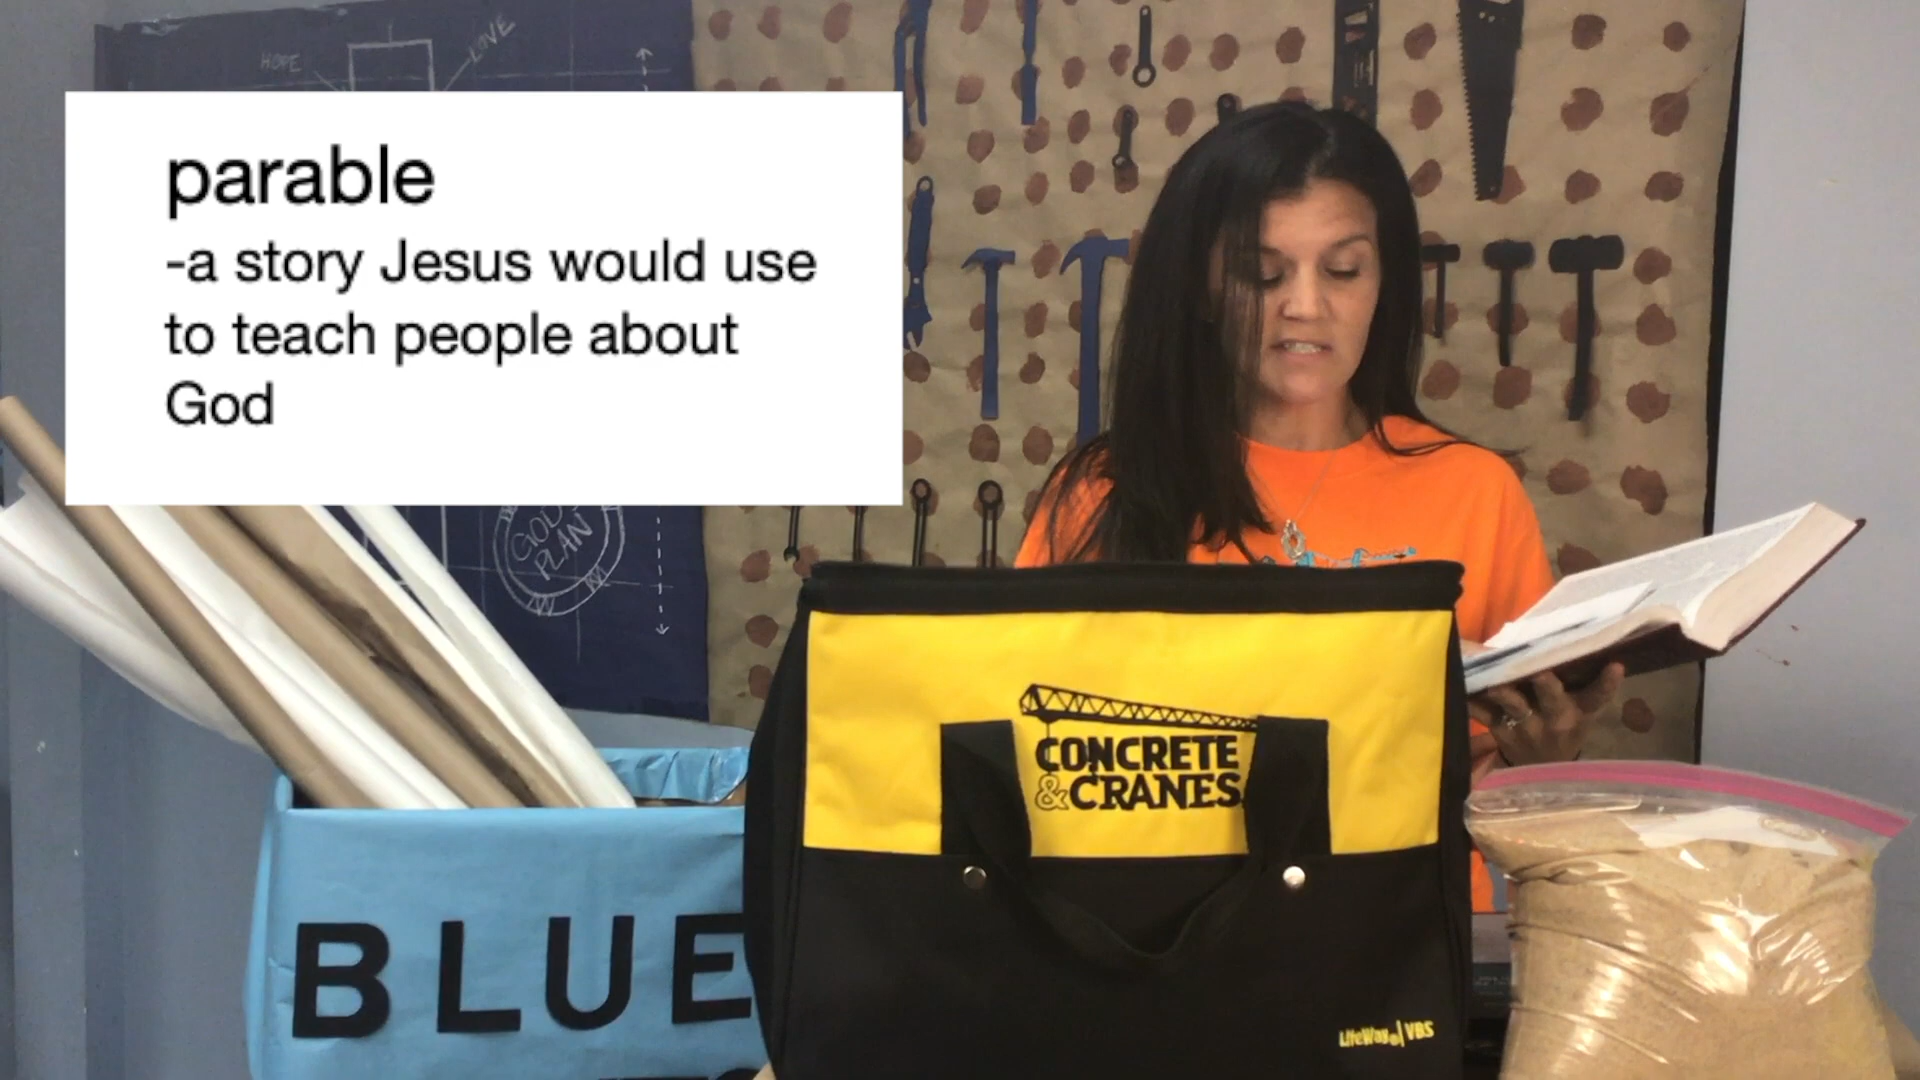 HOPE
LOVE
parable
-a story Jesus would use
to teach people about
God
GOD'S
PLAN
CONCRETE
&CRANES
BLUE
LifeWay | VBS